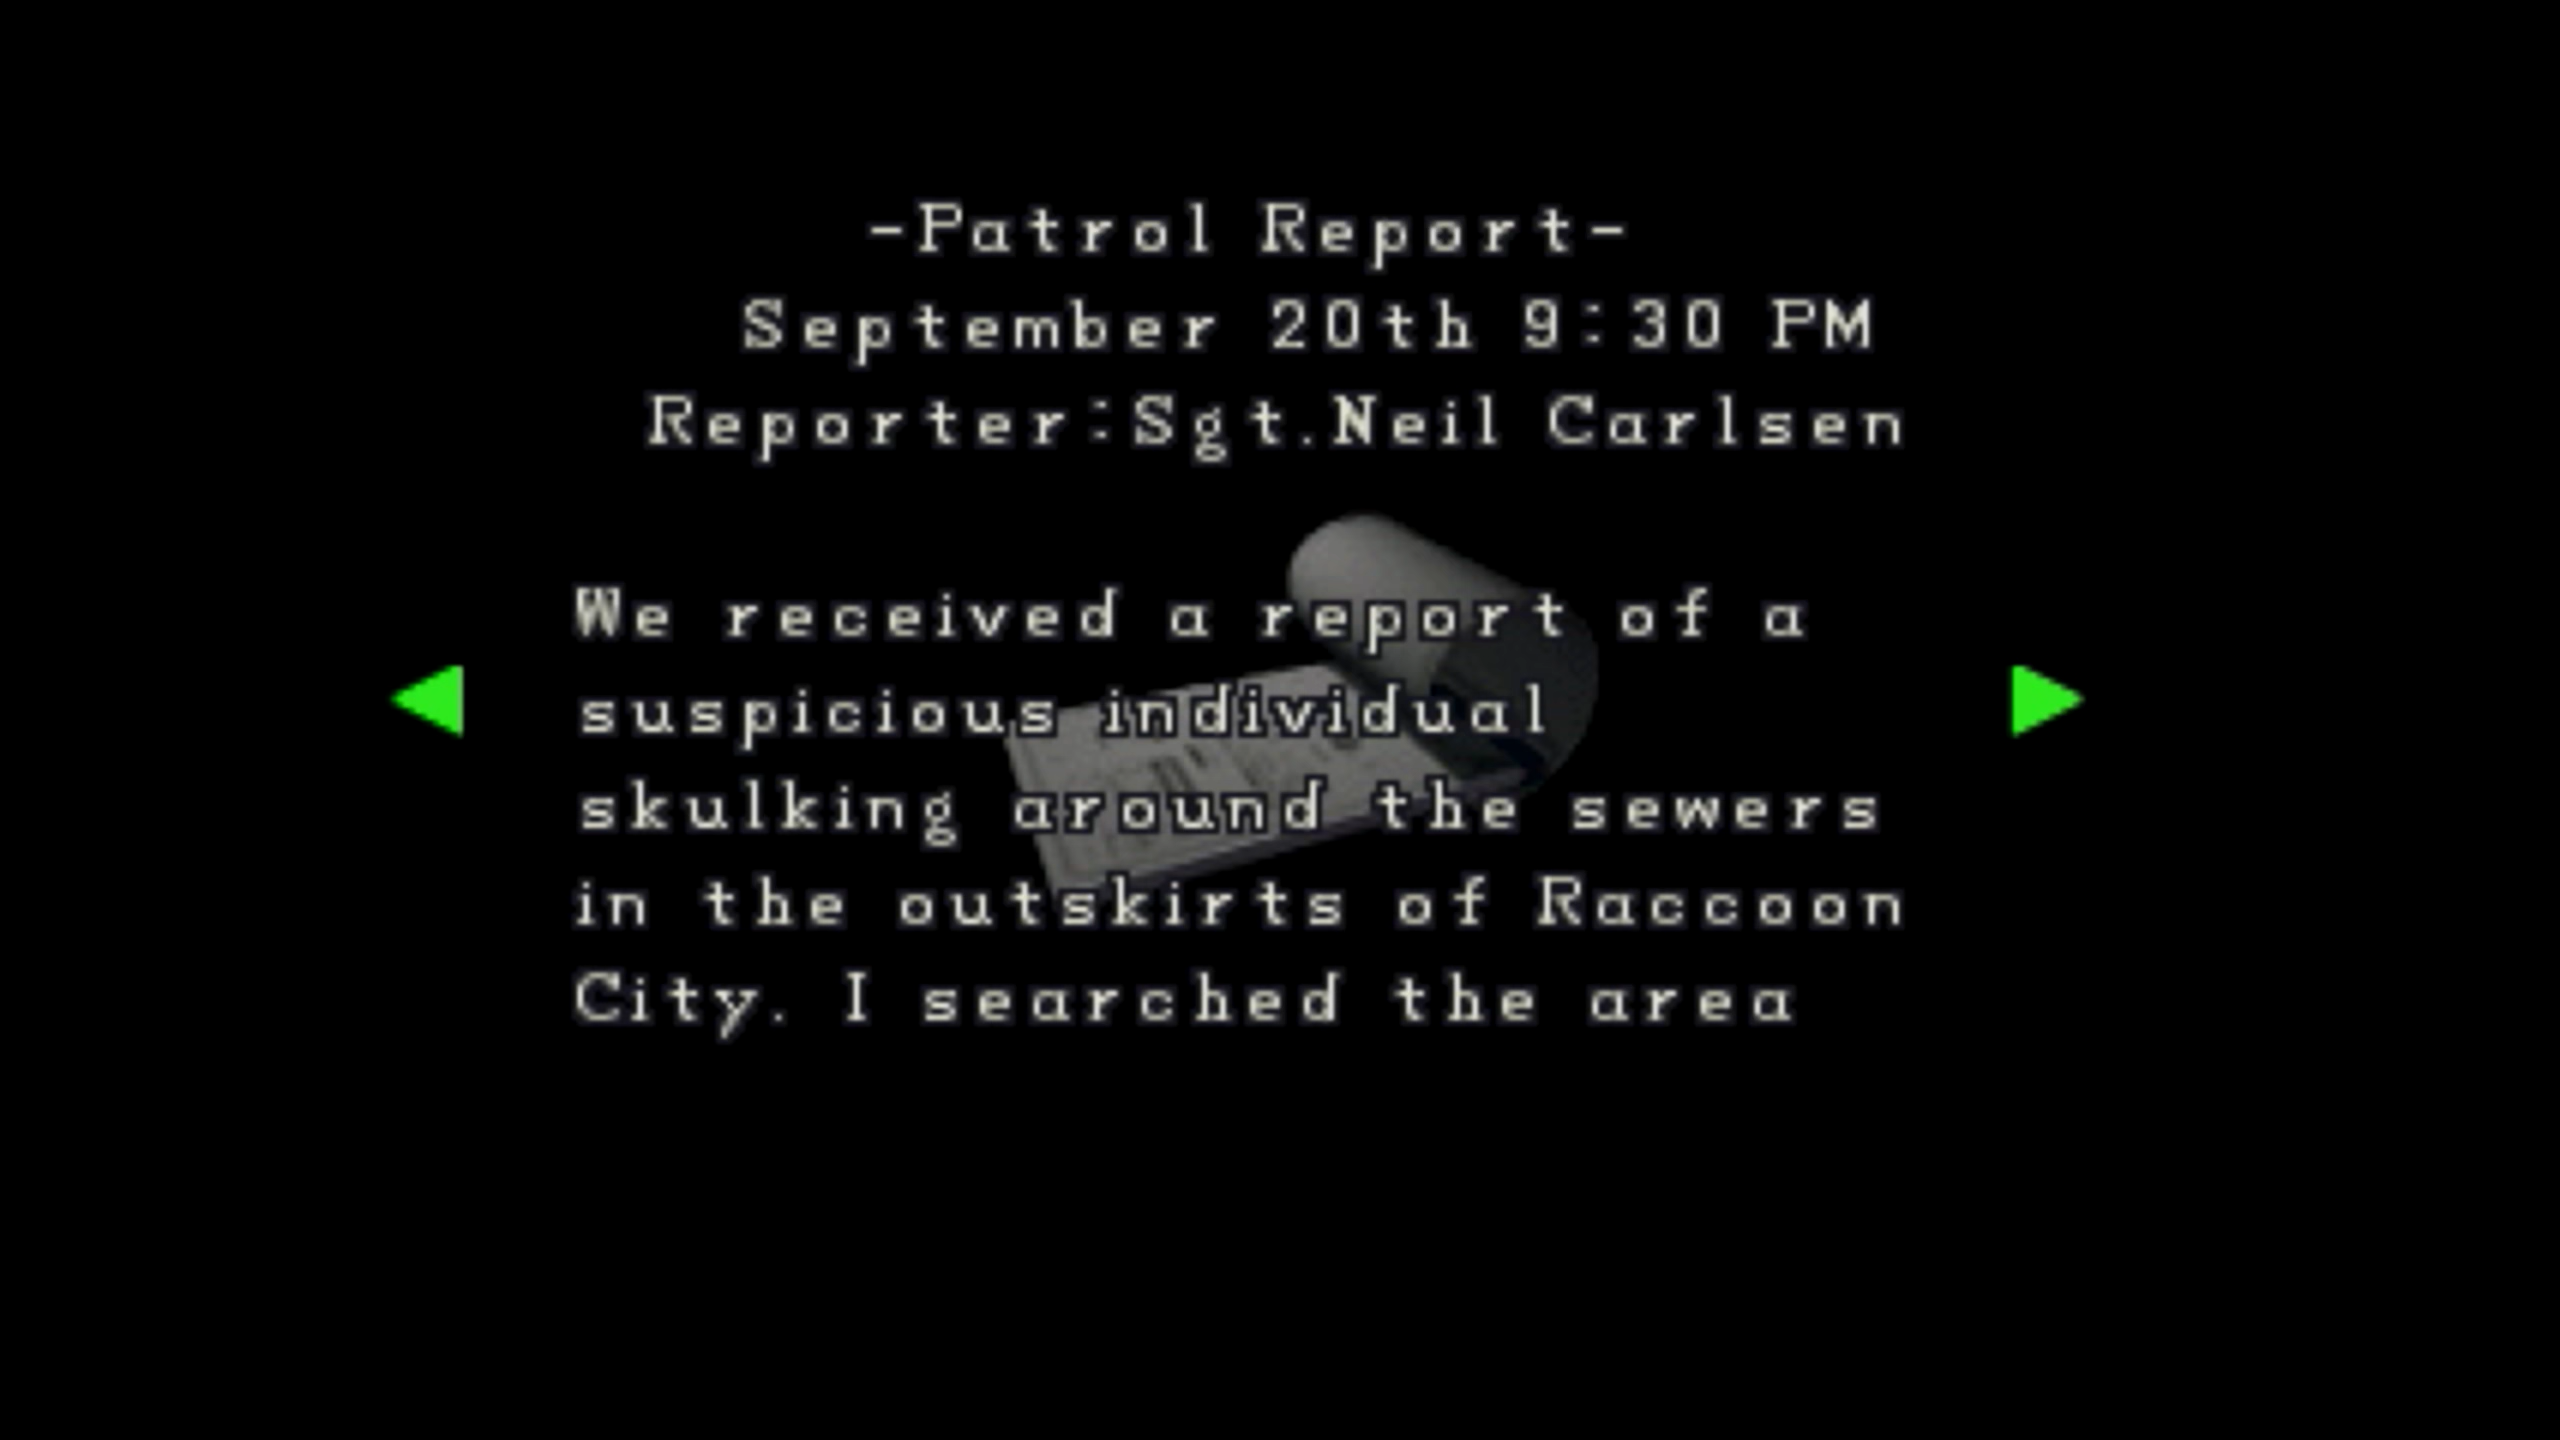 -Patrol Report-
September 20th 9:30 PM
Reporter:Sgt.Neil Carlsen
We received a report of a
suspicious individual
skulking around the sewers
in the outskirts of Raccoon
City. I searched the area